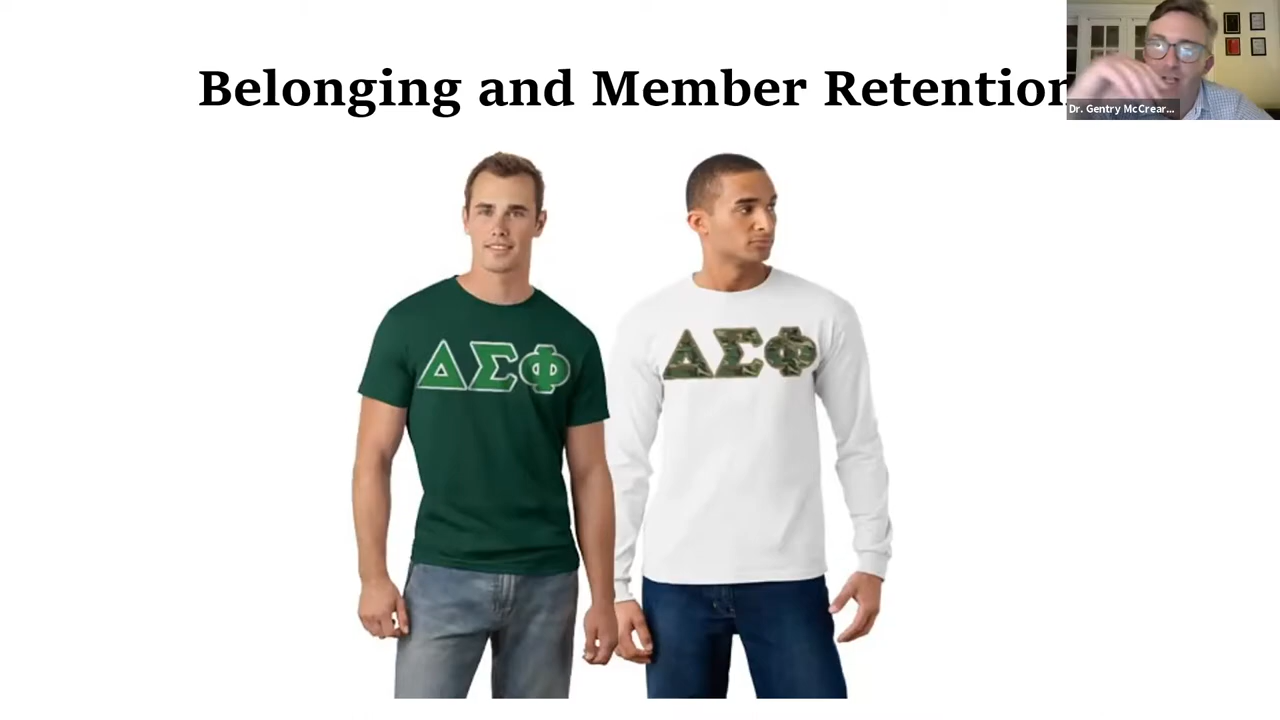 Belonging and Member Retention
Dr. Gentry McCrear...
ΔΣΦ
ΔΣΦ